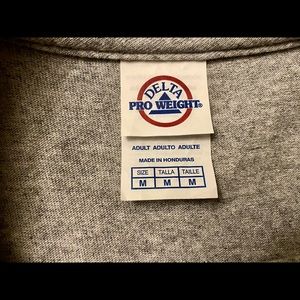 DELTA
PRO WEIGHT®
ADULT ADULTO ADULTE
MADE IN HONDURAS
SIZE TALLA TAILLE
M M M